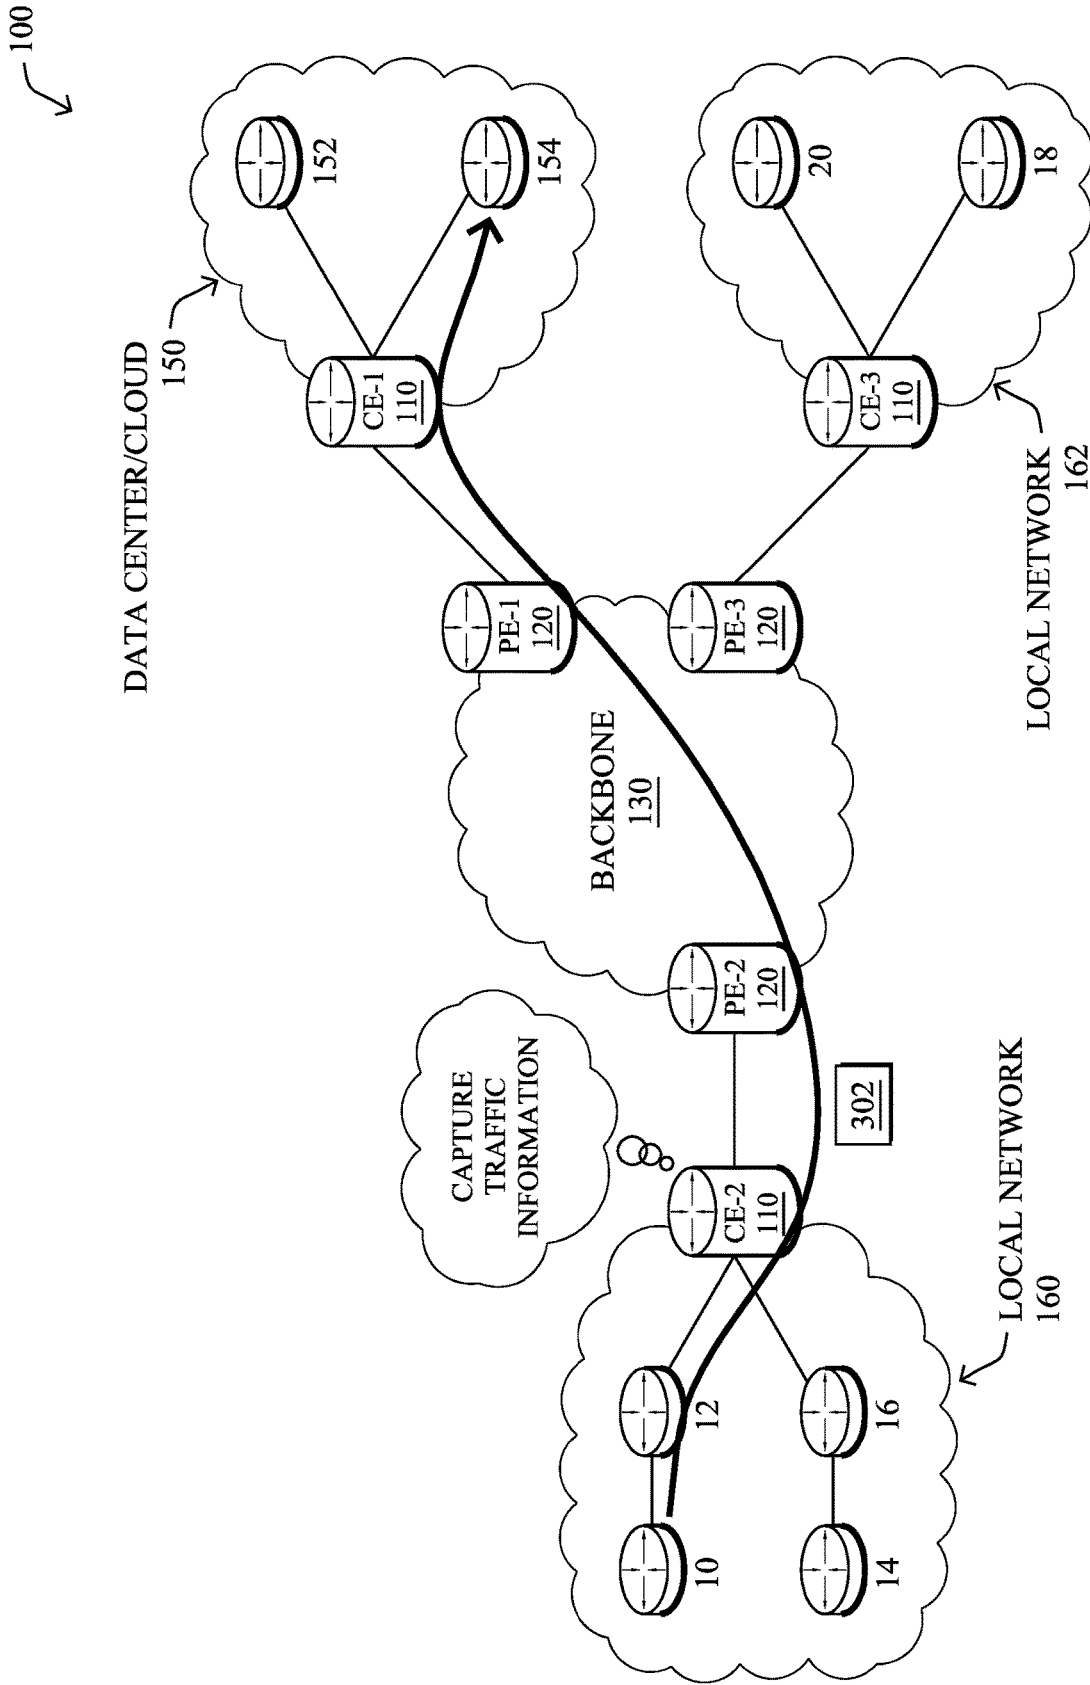 100
DATA CENTER/CLOUD
150
152
CE-1
110
154
CAPTURE
TRAFFIC
INFORMATION
PE-1
120
BACKBONE
130
10
12
CE-2
110
PE-2
120
PE-3
120
20
302
CE-3
110
14
16
18
LOCAL NETWORK
160
LOCAL NETWORK
162